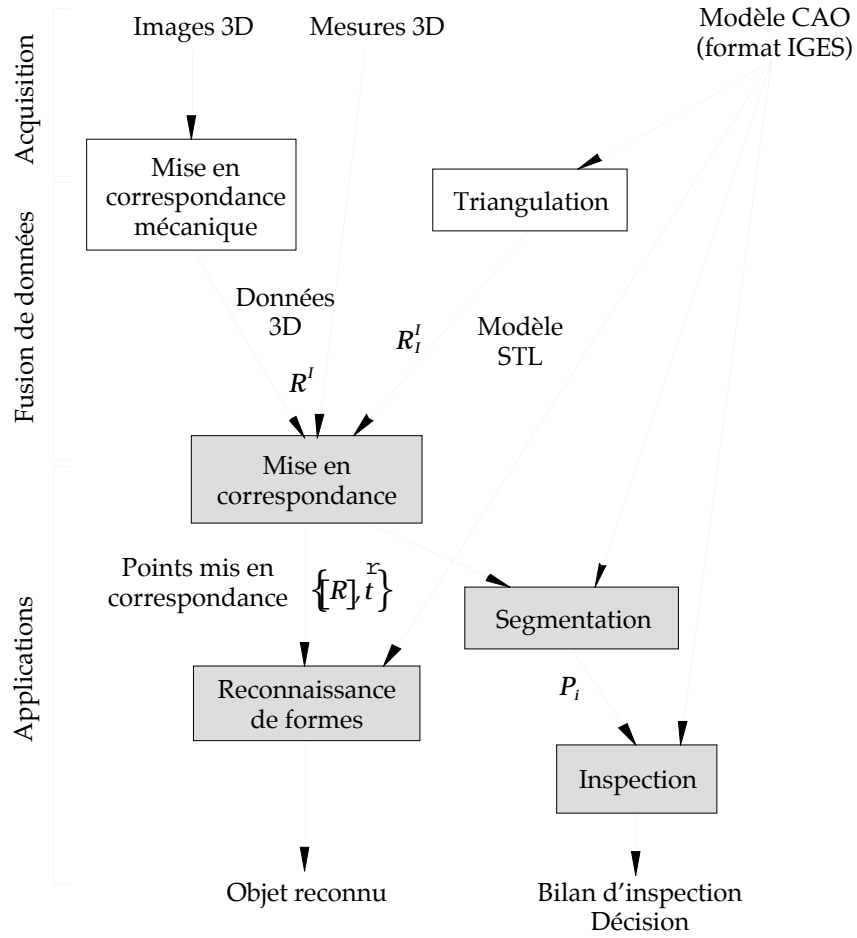 Images 3D
Mesures 3D
Modèle CAO
(format IGES)
Acquisition
Mise en
correspondance
mécanique
Triangulation
Fusion de données
Données
3D
R^I
R_I^I
Modèle
STL
Mise en
correspondance
Points mis en
correspondance
{[R], t}
r
Segmentation
Applications
Reconnaissance
de formes
P_i
Inspection
Objet reconnu
Bilan d'inspection
Décision